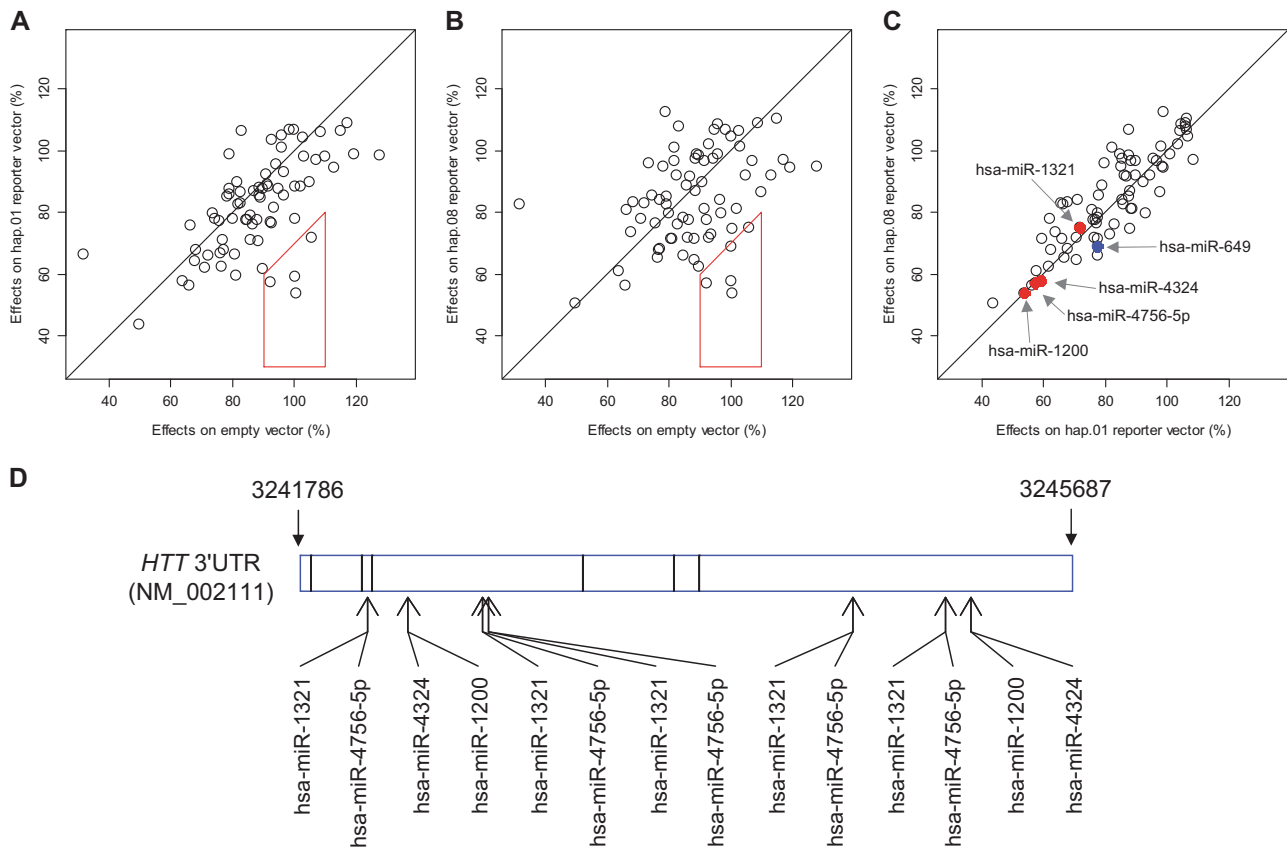 A
Effects on hap.01 reporter vector (%)
120
100
80
60
40
40 60 80 100 120
Effects on empty vector (%)
B
Effects on hap.08 reporter vector (%)
120
100
80
60
40
40 60 80 100 120
Effects on empty vector (%)
C
Effects on hap.08 reporter vector (%)
120
100
80
60
40
hsa-miR-1321
hsa-miR-649
hsa-miR-4324
hsa-miR-4756-5p
hsa-miR-1200
40 60 80 100 120
Effects on hap.01 reporter vector (%)
D
3241786
3245687
HTT 3'UTR
(NM_002111)
hsa-miR-1321
hsa-miR-4756-5p
hsa-miR-4324
hsa-miR-1200
hsa-miR-1321
hsa-miR-4756-5p
hsa-miR-1321
hsa-miR-4756-5p
hsa-miR-1321
hsa-miR-4756-5p
hsa-miR-1321
hsa-miR-4756-5p
hsa-miR-1200
hsa-miR-4324